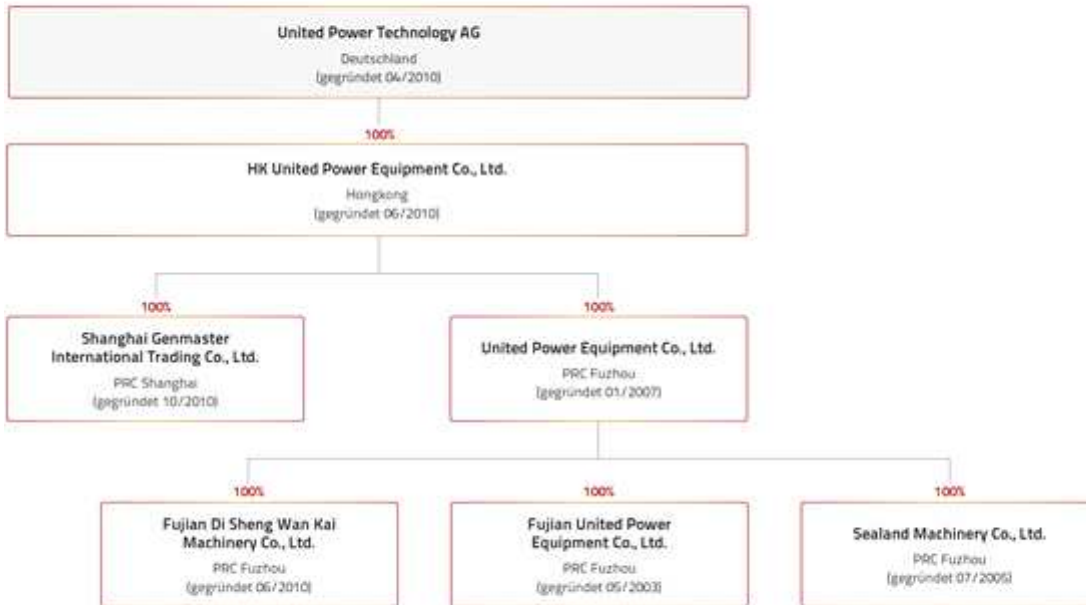 United Power Technology AG
Deutschland
(gegründet 04/2010)
100%
HK United Power Equipment Co., Ltd.
Hongkong
(gegründet 06/2010)
100%
Shanghai Genmaster
International Trading Co., Ltd.
PRC Shanghai
(gegründet 10/2010)
100%
United Power Equipment Co., Ltd.
PRC Fuzhou
(gegründet 01/2007)
100%
Fujian Di Sheng Wan Kai
Machinery Co., Ltd.
PRC Fuzhou
(gegründet 06/2010)
100%
Fujian United Power
Equipment Co., Ltd.
PRC Fuzhou
(gegründet 05/2003)
100%
Sealand Machinery Co., Ltd.
PRC Fuzhou
(gegründet 07/2005)